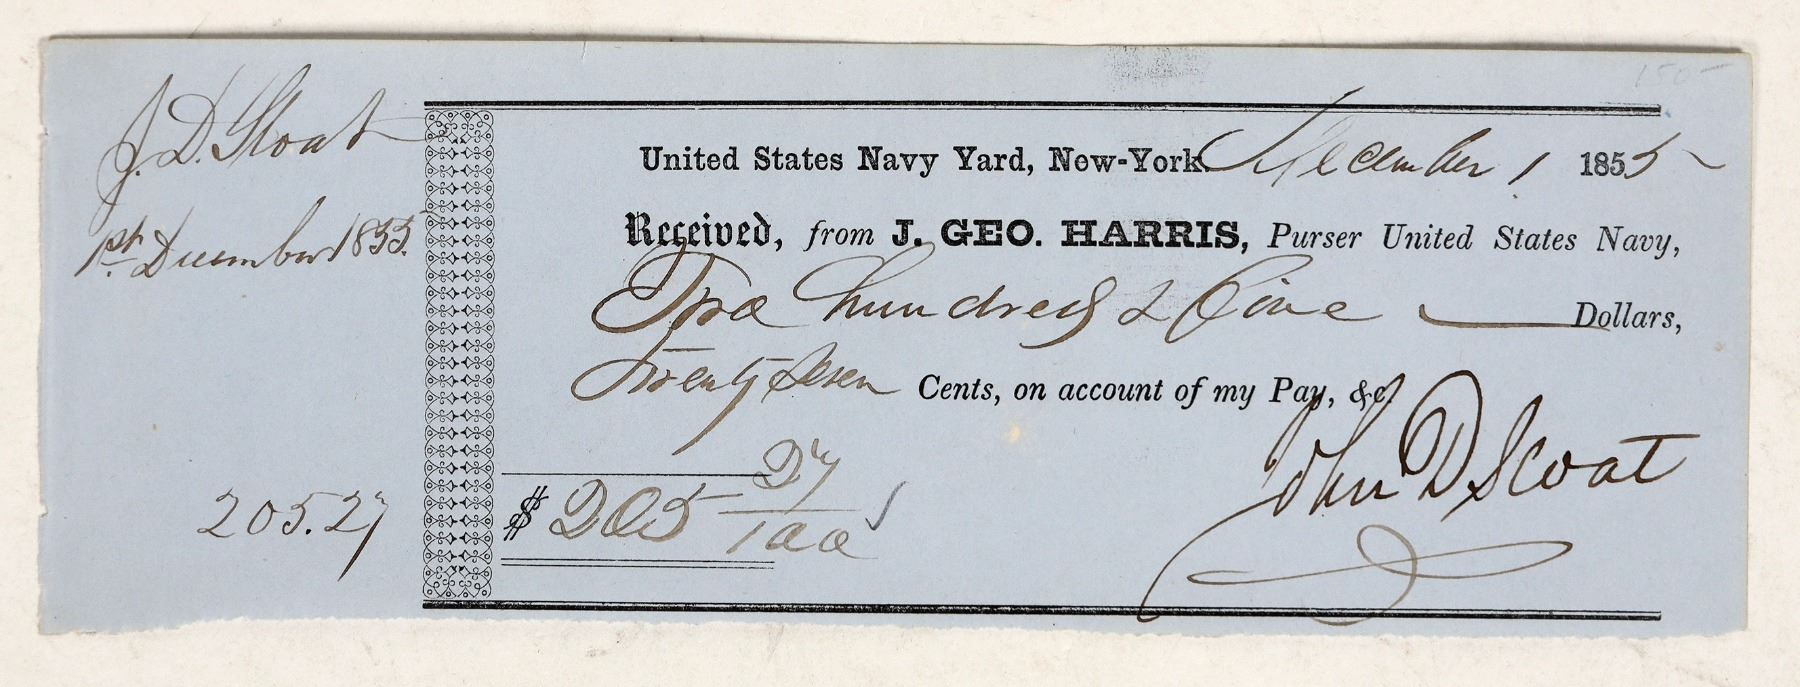 J. D. Sloat
1st. December 1855.
205.27
150-
United States Navy Yard, New-York. December 1 1855
Received, from J. GEO. HARRIS, Purser United States Navy,
Two hundred & five Dollars,
Twenty Seven Cents, on account of my Pay, &c.
$ 205 27/100
John D Sloat